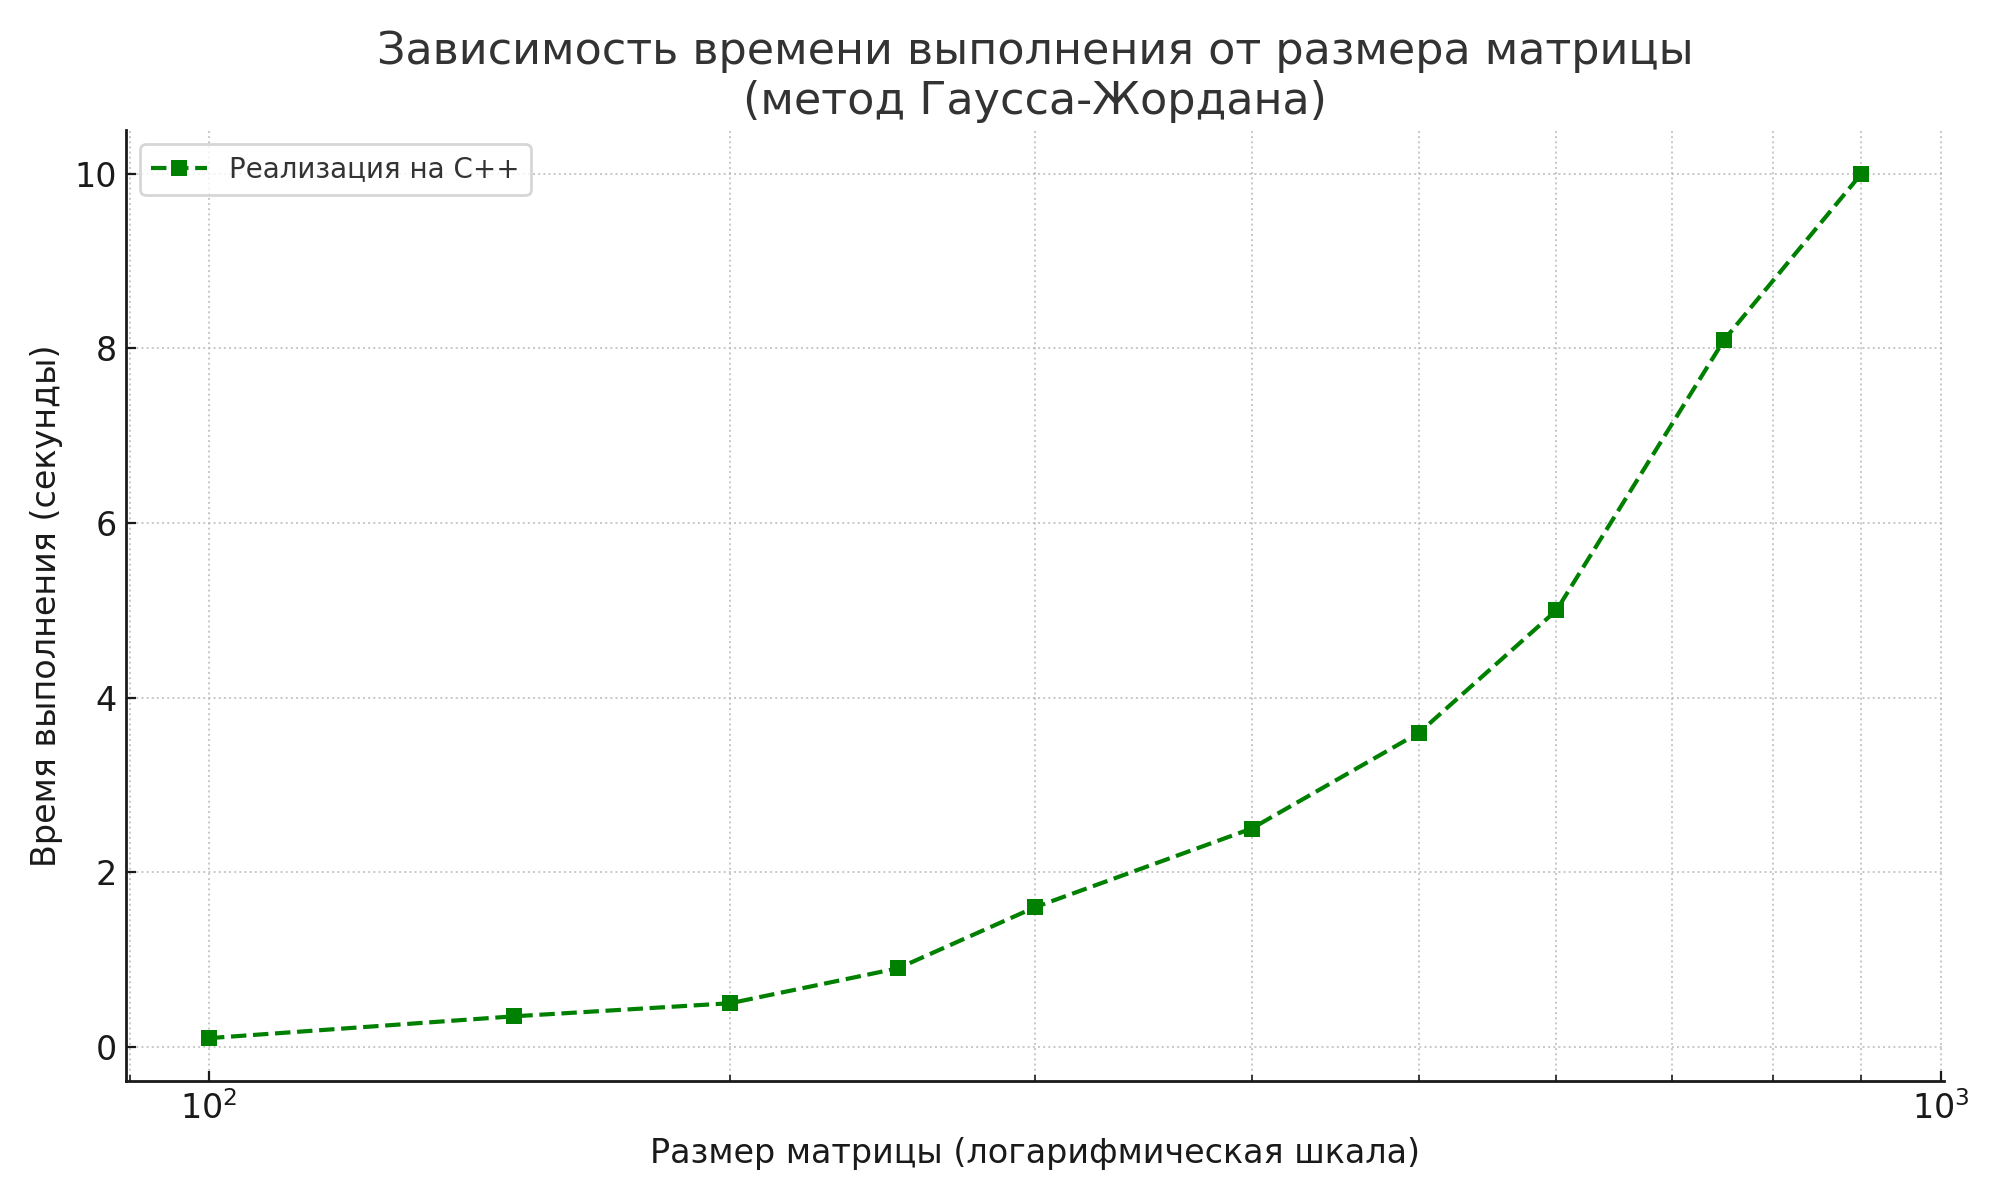 Зависимость времени выполнения от размера матрицы
(метод Гаусса-Жордана)
Реализация на C++
Время выполнения (секунды)
10
8
6
4
2
0
10²
10³
Размер матрицы (логарифмическая шкала)